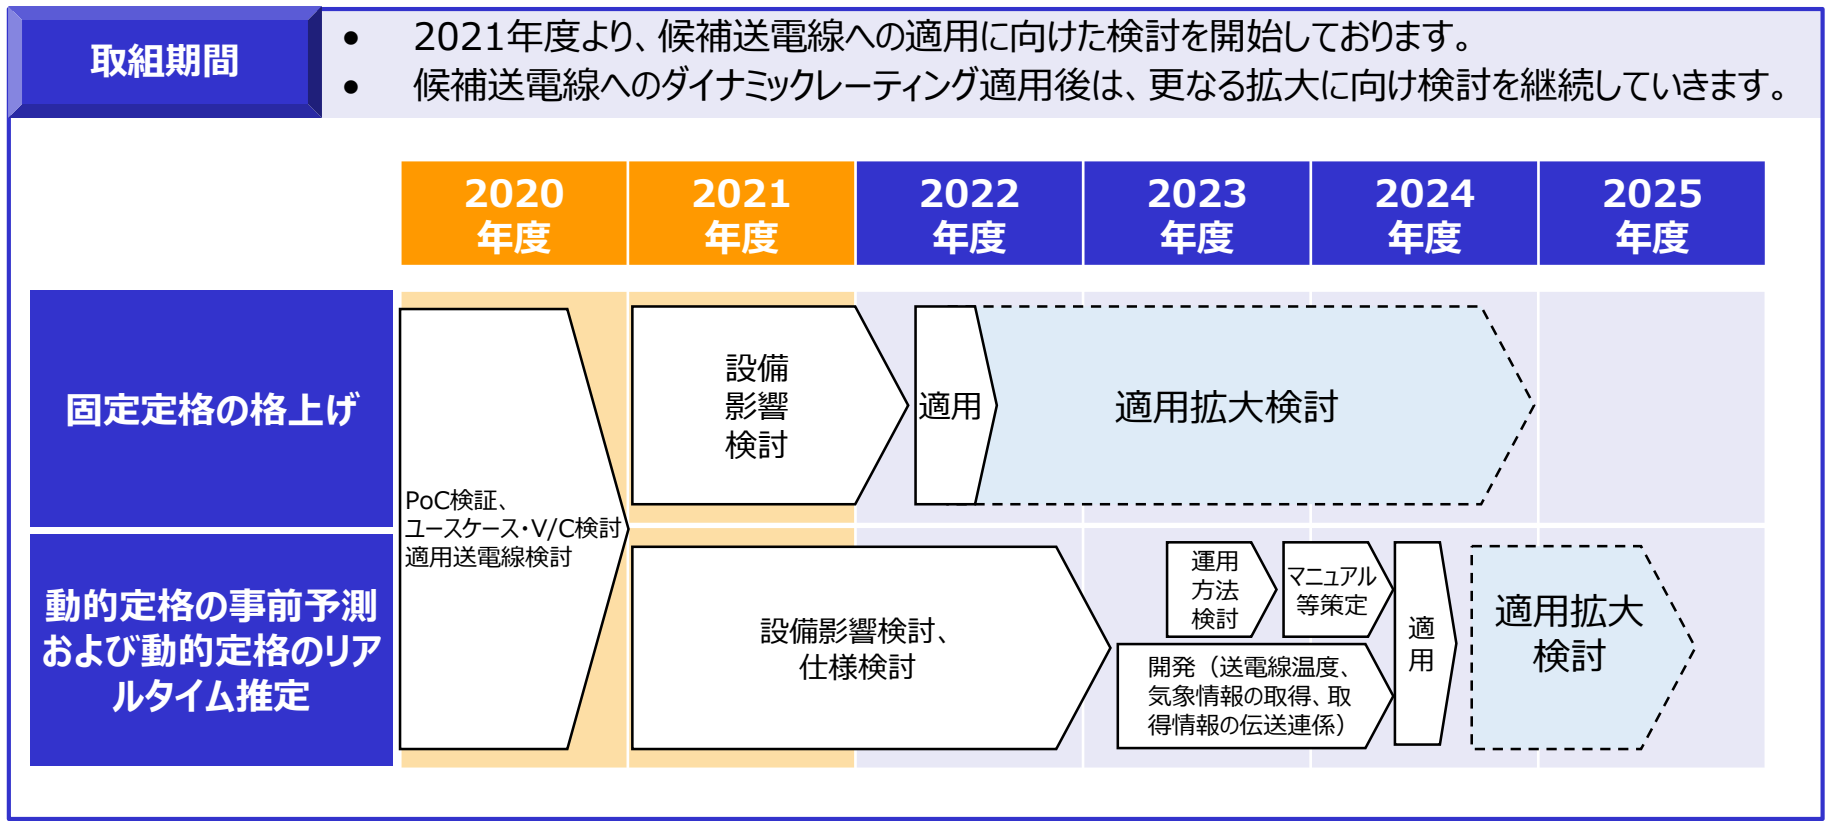 取組期間
• 2021年度より、候補送電線への適用に向けた検討を開始しております。
• 候補送電線へのダイナミックレーティング適用後は、更なる拡大に向け検討を継続していきます。
2020
年度
2021
年度
2022
年度
2023
年度
2024
年度
2025
年度
固定定格の格上げ
PoC検証、
ユースケース・V/C検討
適用送電線検討
設備
影響
検討
適用
適用拡大検討
動的定格の事前予測
および動的定格のリア
ルタイム推定
設備影響検討、
仕様検討
運用
方法
検討
マニュアル
等策定
開発（送電線温度、
気象情報の取得、取
得情報の伝送連係）
適
用
適用拡大
検討